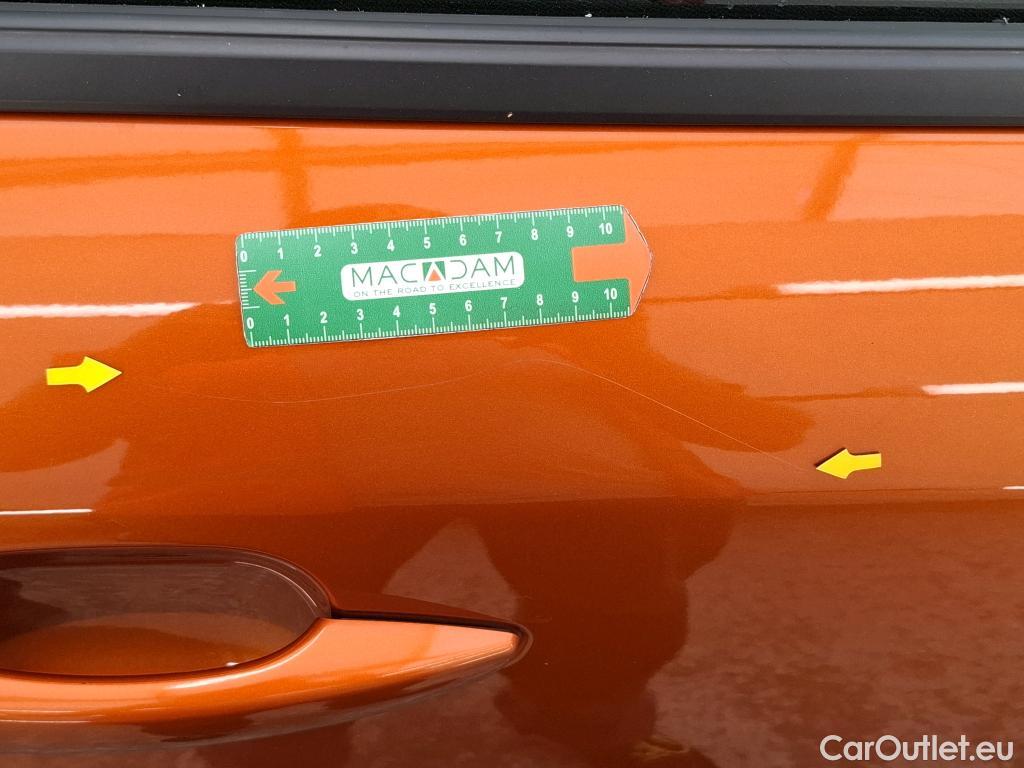 0 1 2 3 4 5 6 7 8 9 10
MACADAM
ON THE ROAD TO EXCELLENCE
0 1 2 3 4 5 6 7 8 9 10
CarOutlet.eu